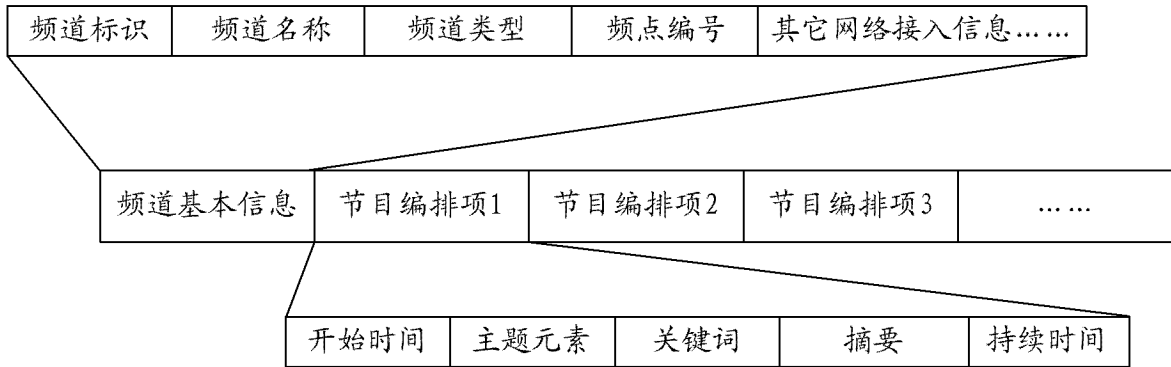 频道标识 频道名称 频道类型 频点编号 其它网络接入信息……
频道基本信息 节目编排项1 节目编排项2 节目编排项3 ……
开始时间 主题元素 关键词 摘要 持续时间